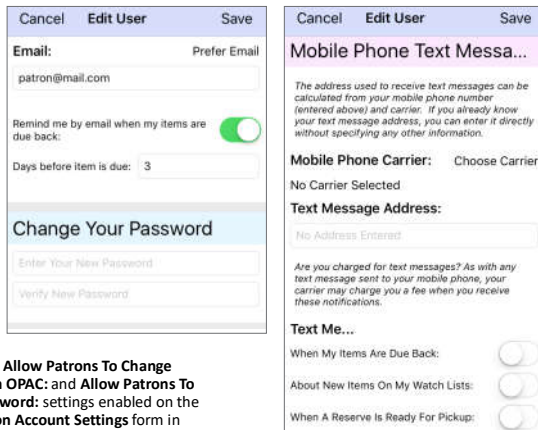 Cancel Edit User Save
Email: Prefer Email
patron@mail.com
Remind me by email when my items are
due back:
Days before item is due: 3
Change Your Password
Enter Your New Password
Verify New Password
Allow Patrons To Change
OPAC: and Allow Patrons To
word: settings enabled on the
on Account Settings form in
Cancel Edit User Save
Mobile Phone Text Messa...
The address used to receive text messages can be
calculated from your mobile phone number
(entered above) and carrier. If you already know
your text message address, you can enter it directly
without specifying any other information.
Mobile Phone Carrier: Choose Carrier
No Carrier Selected
Text Message Address:
No Address Entered
Are you charged for text messages? As with any
text message sent to your mobile phone, your
carrier may charge you a fee when you receive
these notifications.
Text Me...
When My Items Are Due Back:
About New Items On My Watch Lists:
When A Reserve Is Ready For Pickup: